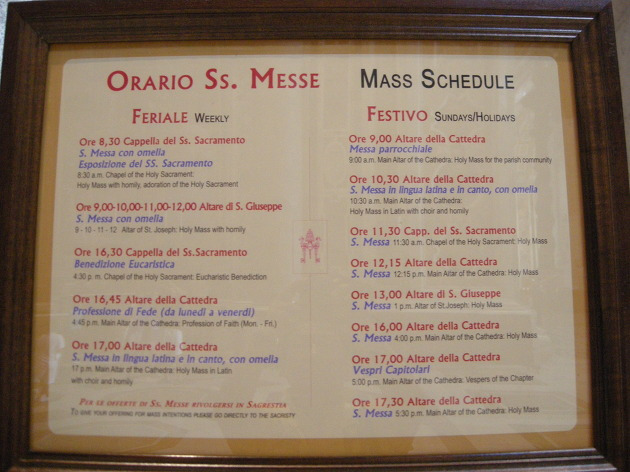 ORARIO SS. MESSE MASS SCHEDULE
FERIALE WEEKLY
Ore 8,30 Cappella del Ss. Sacramento
S. Messa con omelia
Esposizione del SS. Sacramento
8:30 a.m. Chapel of the Holy Sacrament:
Holy Mass with homily, adoration of the Holy Sacrament
Ore 9,00-10,00-11,00-12,00 Altare di S. Giuseppe
S. Messa con omelia
9 - 10 - 11 - 12 Altar of St. Joseph: Holy Mass with homily
Ore 16,30 Cappella del Ss.Sacramento
Benedizione Eucaristica
4:30 p. m. Chapel of the Holy Sacrament: Eucharistic Benediction
Ore 16,45 Altare della Cattedra
Professione di Fede (da lunedì a venerdì)
4:45 p.m. Main Altar of the Cathedra: Profession of Faith (Mon. - Fri.)
Ore 17,00 Altare della Cattedra
S. Messa in lingua latina e in canto, con omelia
17 p.m. Main Altar of the Cathedra: Holy Mass in Latin
with choir and homily
PER LE OFFERTE DI SS. MESSE RIVOLGERSI IN SAGRESTIA
TO GIVE YOUR OFFERING FOR MASS INTENTIONS PLEASE GO DIRECTLY TO THE SACRISTY
FESTIVO SUNDAYS/HOLIDAYS
Ore 9,00 Altare della Cattedra
Messa parrocchiale
9:00 a.m. Main Altar of the Cathedra: Holy Mass for the parish community
Ore 10,30 Altare della Cattedra
S. Messa in lingua latina e in canto, con omelia
10:30 a.m. Main Altar of the Cathedra:
Holy Mass in Latin with choir and homily
Ore 11,30 Capp. del Ss. Sacramento
S. Messa 11:30 a.m. Chapel of the Holy Sacrament: Holy Mass
Ore 12,15 Altare della Cattedra
S. Messa 12:15 p.m. Main Altar of the Cathedra: Holy Mass
Ore 13,00 Altare di S. Giuseppe
S. Messa 1 p.m. Altar of St.Joseph: Holy Mass
Ore 16,00 Altare della Cattedra
S. Messa 4:00 p.m. Main Altar of the Cathedra: Holy Mass
Ore 17,00 Altare della Cattedra
Vespri Capitolari
5:00 p.m. Main Altar of the Cathedra: Vespers of the Chapter
Ore 17,30 Altare della Cattedra
S. Messa 5:30 p.m. Main Altar of the Cathedra: Holy Mass